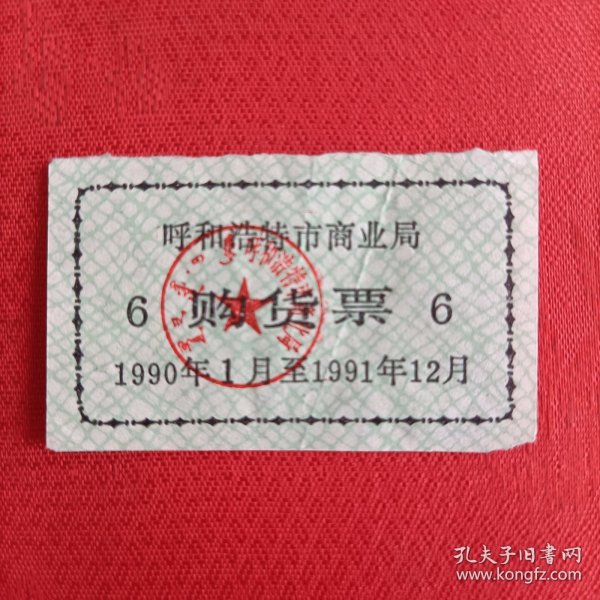 呼和浩特市商业局
6 购货票 6
1990年1月至1991年12月
孔夫子旧书网
www.kongfz.com